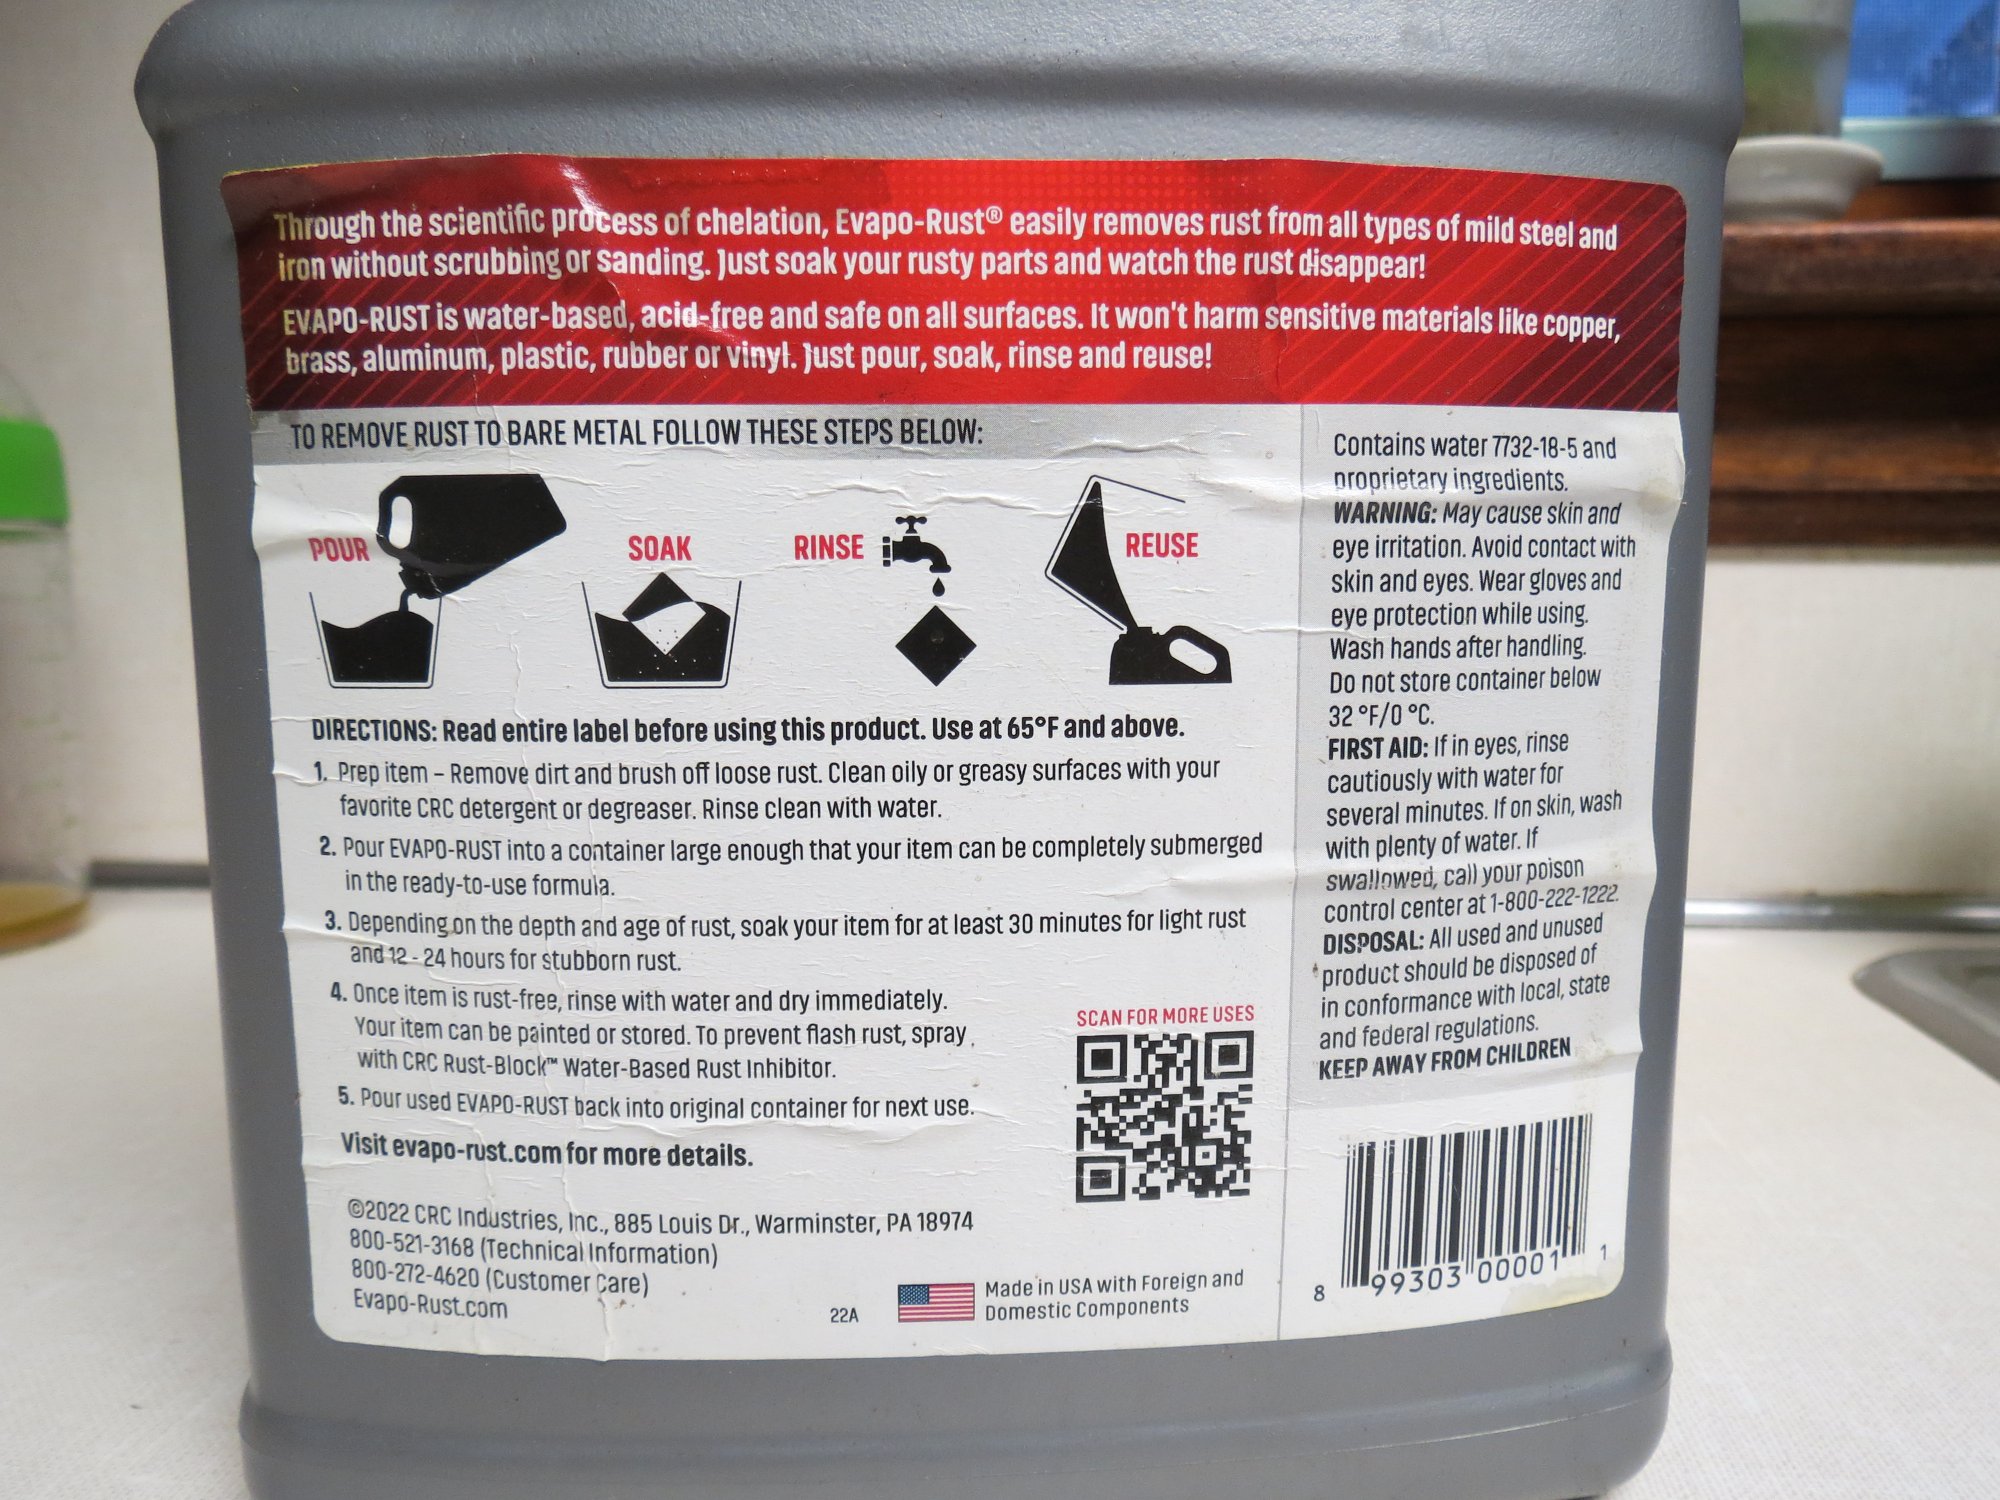 Through the scientific process of chelation, Evapo-Rust® easily removes rust from all types of mild steel and
iron without scrubbing or sanding. Just soak your rusty parts and watch the rust disappear!
EVAPO-RUST is water-based, acid-free and safe on all surfaces. It won't harm sensitive materials like copper,
brass, aluminum, plastic, rubber or vinyl. Just pour, soak, rinse and reuse!
TO REMOVE RUST TO BARE METAL FOLLOW THESE STEPS BELOW:
POUR
SOAK
RINSE
REUSE
DIRECTIONS: Read entire label before using this product. Use at 65°F and above.
1. Prep item – Remove dirt and brush off loose rust. Clean oily or greasy surfaces with your
favorite CRC detergent or degreaser. Rinse clean with water.
2. Pour EVAPO-RUST into a container large enough that your item can be completely submerged
in the ready-to-use formula.
3. Depending on the depth and age of rust, soak your item for at least 30 minutes for light rust
and 12 - 24 hours for stubborn rust.
4. Once item is rust-free, rinse with water and dry immediately.
Your item can be painted or stored. To prevent flash rust, spray
with CRC Rust-Block™ Water-Based Rust Inhibitor.
5. Pour used EVAPO-RUST back into original container for next use.
Visit evapo-rust.com for more details.
SCAN FOR MORE USES
©2022 CRC Industries, Inc., 885 Louis Dr., Warminster, PA 18974
800-521-3168 (Technical Information)
800-272-4620 (Customer Care)
Evapo-Rust.com
22A
Made in USA with Foreign and
Domestic Components
Contains water 7732-18-5 and
proprietary ingredients.
WARNING: May cause skin and
eye irritation. Avoid contact with
skin and eyes. Wear gloves and
eye protection while using.
Wash hands after handling.
Do not store container below
32 °F/0 °C.
FIRST AID: If in eyes, rinse
cautiously with water for
several minutes. If on skin, wash
with plenty of water. If
swallowed, call your poison
control center at 1-800-222-1222.
DISPOSAL: All used and unused
product should be disposed of
in conformance with local, state
and federal regulations.
KEEP AWAY FROM CHILDREN
8 99303 00001 1